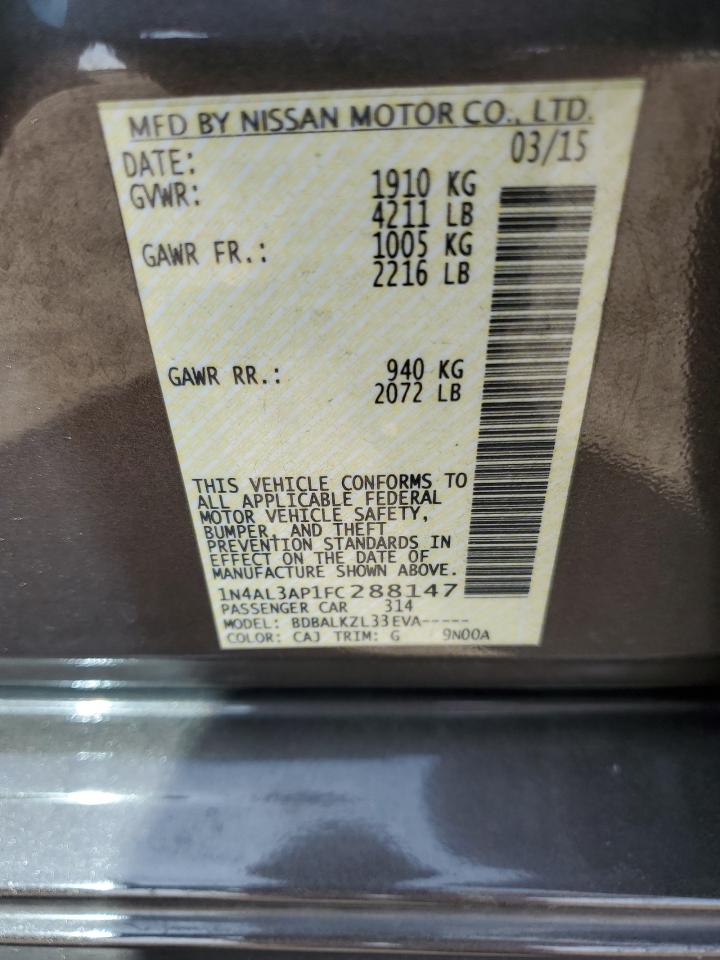 MFD BY NISSAN MOTOR CO., LTD.
DATE: 03/15
GVWR: 1910 KG
4211 LB
GAWR FR.: 1005 KG
2216 LB
GAWR RR.: 940 KG
2072 LB
THIS VEHICLE CONFORMS TO
ALL APPLICABLE FEDERAL
MOTOR VEHICLE SAFETY,
BUMPER, AND THEFT
PREVENTION STANDARDS IN
EFFECT ON THE DATE OF
MANUFACTURE SHOWN ABOVE.
1N4AL3AP1FC288147
PASSENGER CAR 314
MODEL: BDBALKZL33EVA-----
COLOR: CAJ TRIM: G 9N00A